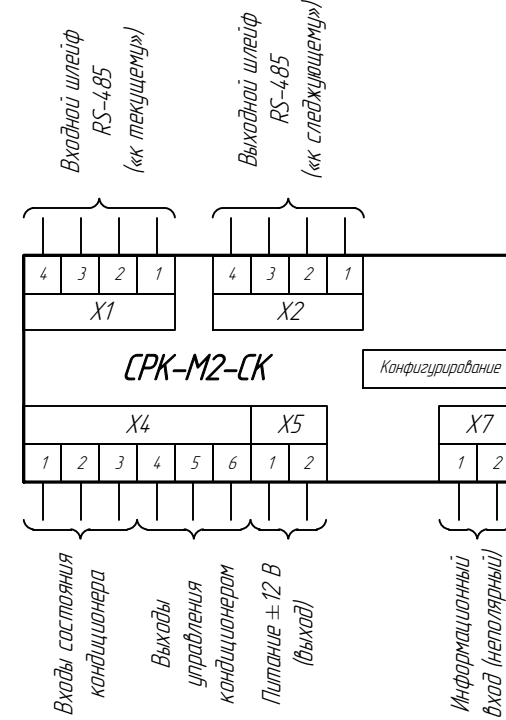 Входной шлейф
RS-485
(«к текущему»)
Выходной шлейф
RS-485
(«к следжующему»)
4 3 2 1
X1
4 3 2 1
X2
СРК-М2-СК
Конфигурирование
X4
X5
X7
1 2 3 4 5 6 1 2
1 2
Входы состояния
кондиционера
Выходы
управления
кондиционером
Питание ±12 В
(выход)
Информационный
вход (неполярный)